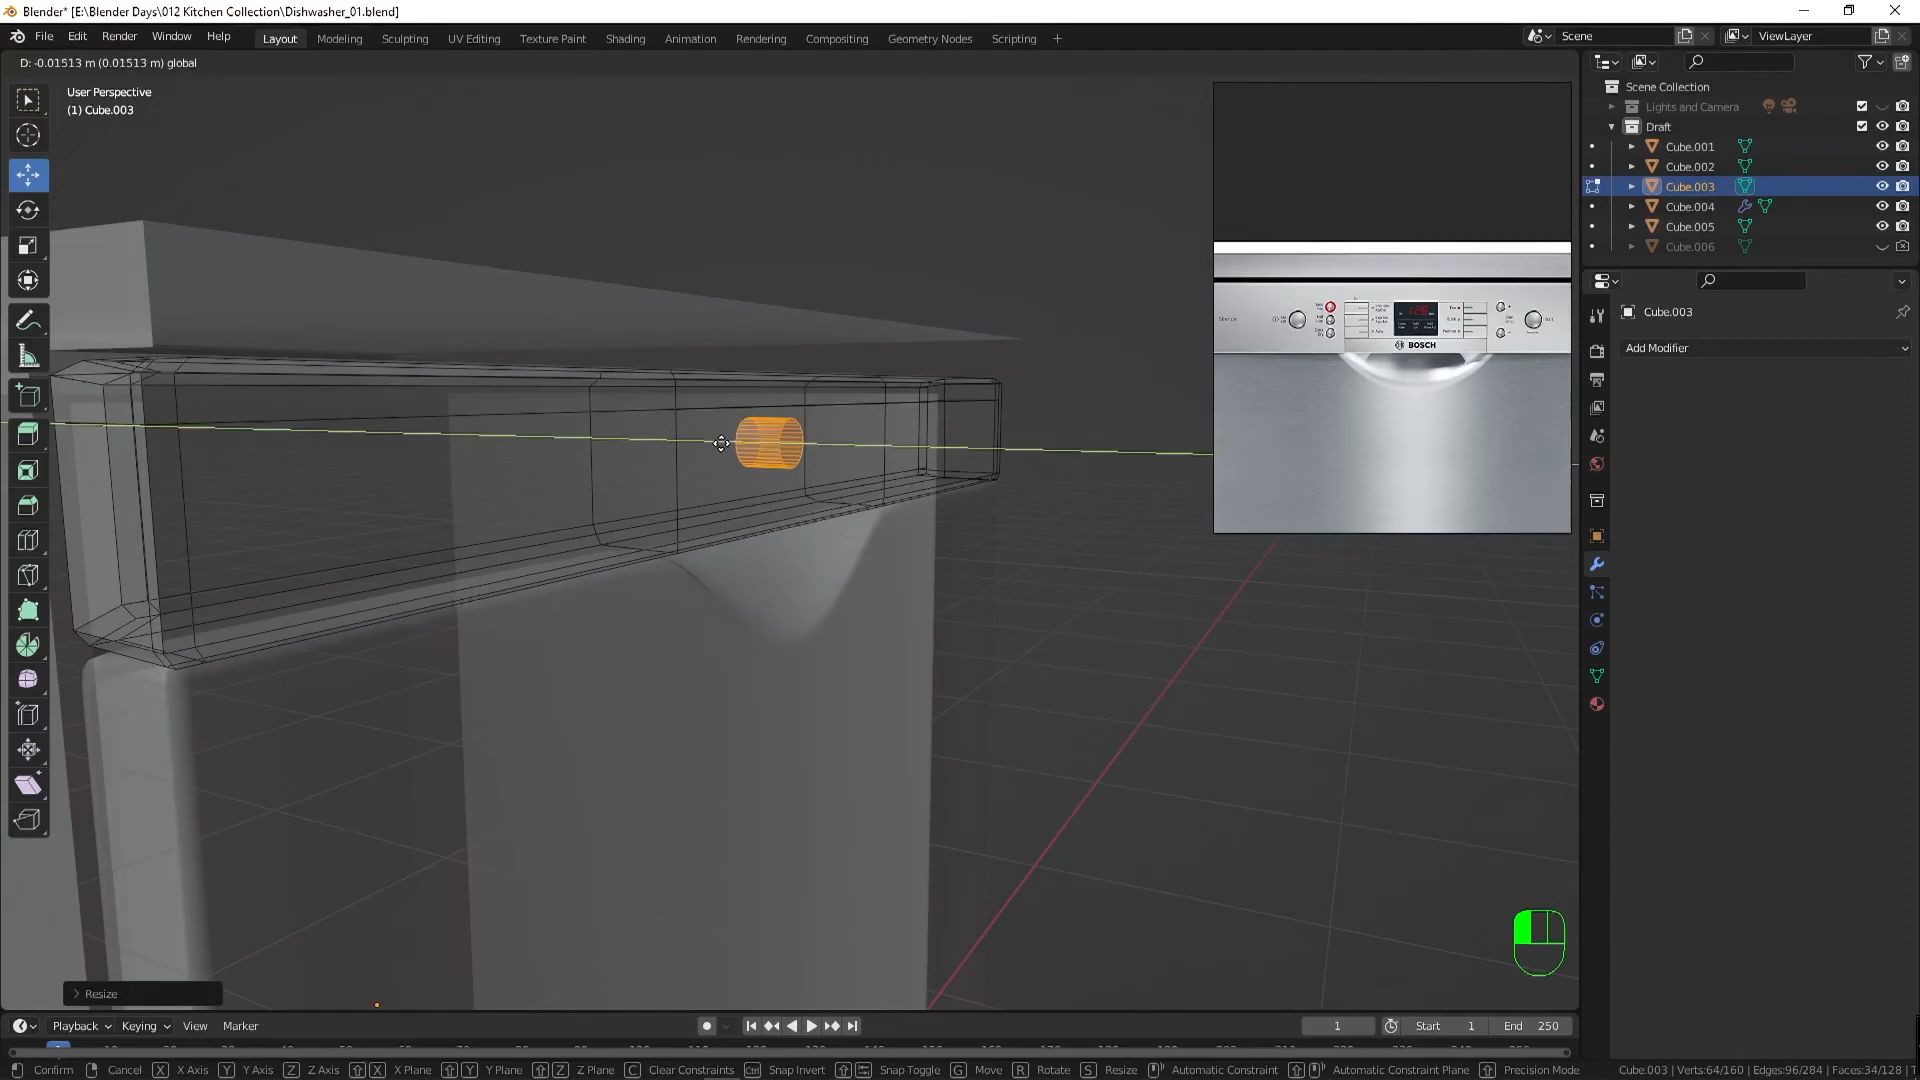 Blender* [E:\Blender Days\012 Kitchen Collection\Dishwasher_01.blend]
File Edit Render Window Help Layout Modeling Sculpting UV Editing Texture Paint Shading Animation Rendering Compositing Geometry Nodes Scripting + Scene ViewLayer
D: -0.01513 m (0.01513 m) global
User Perspective
(1) Cube.003
Scene Collection
Lights and Camera
Draft
Cube.001
Cube.002
Cube.003
Cube.004
Cube.005
Cube.006
Cube.003
Add Modifier
Silence
BOSCH
Resize
Playback Keying View Marker 1 Start 1 End 250
Confirm Cancel X X Axis Y Y Axis Z Z Axis X X Plane Y Y Plane Z Z Plane C Clear Constraints Ctrl Snap Invert Snap Toggle G Move R Rotate S Resize Automatic Constraint Automatic Constraint Plane Precision Mode Cube.003 | Verts:64/160 | Edges:96/284 | Faces:34/128 | T